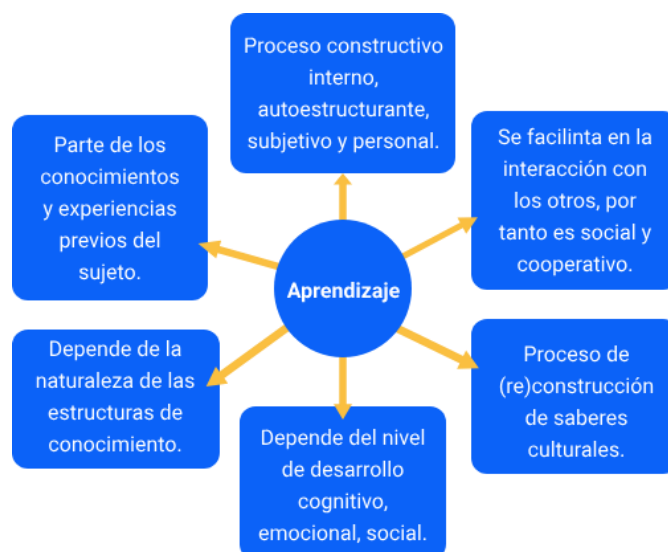 Proceso constructivo
interno,
autoestructurante,
subjetivo y personal.
Parte de los
conocimientos
y experiencias
previos del
sujeto.
Se facilinta en la
interacción con
los otros, por
tanto es social y
cooperativo.
Aprendizaje
Depende de la
naturaleza de las
estructuras de
conocimiento.
Proceso de
(re)construcción
de saberes
culturales.
Depende del nivel
de desarrollo
cognitivo,
emocional, social.